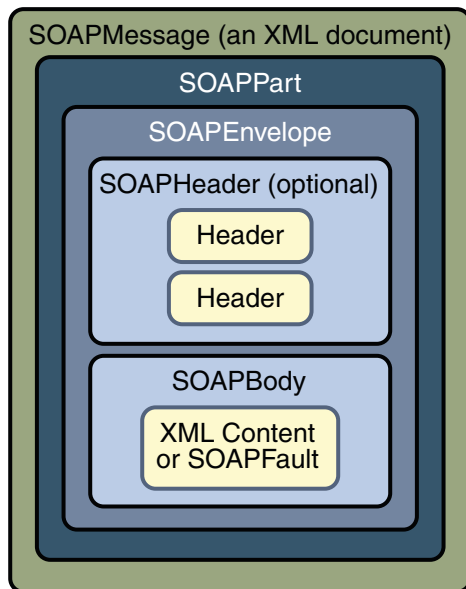 SOAPMessage (an XML document)
SOAPPart
SOAPEnvelope
SOAPHeader (optional)
Header
Header
SOAPBody
XML Content
or SOAPFault